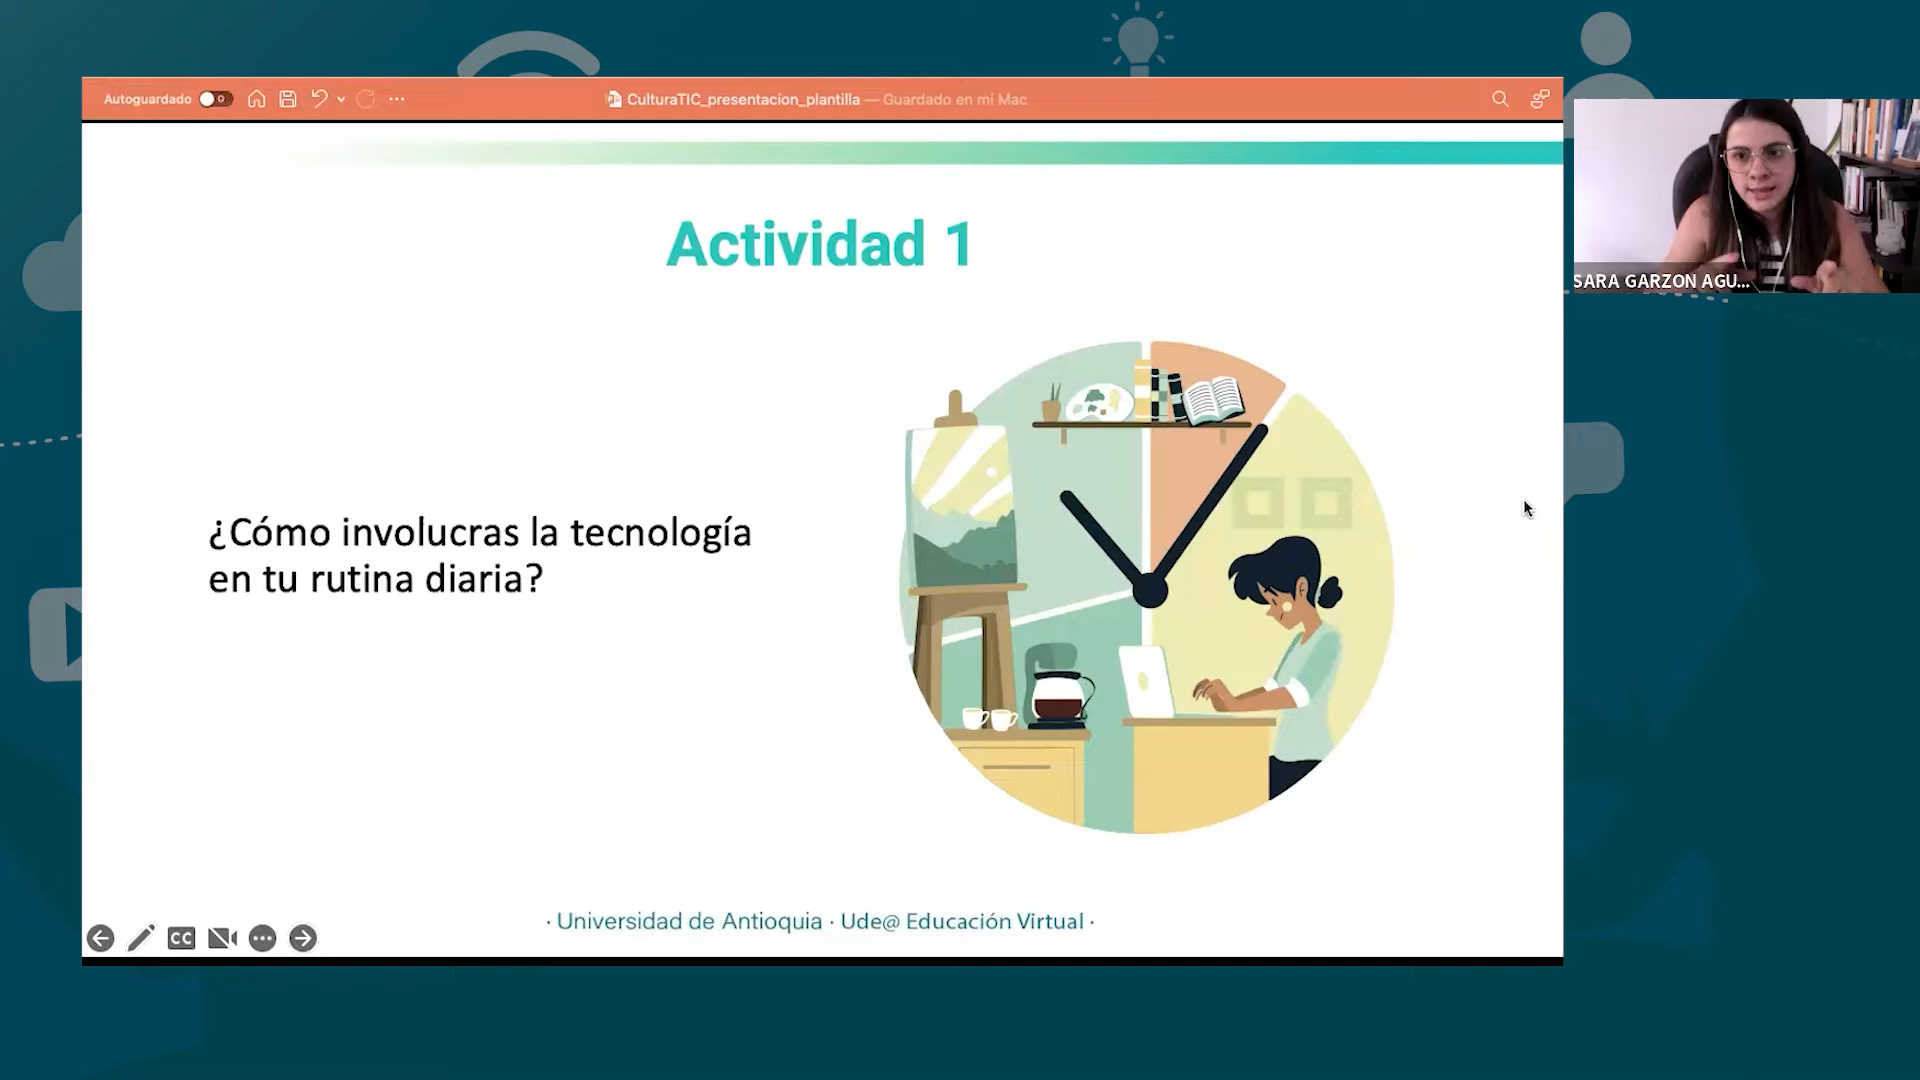 Autoguardado
CulturaTIC_presentacion_plantilla — Guardado en mi Mac
SARA GARZON AGU...
Actividad 1
¿Cómo involucras la tecnología
en tu rutina diaria?
CC
· Universidad de Antioquia · Ude@ Educación Virtual ·